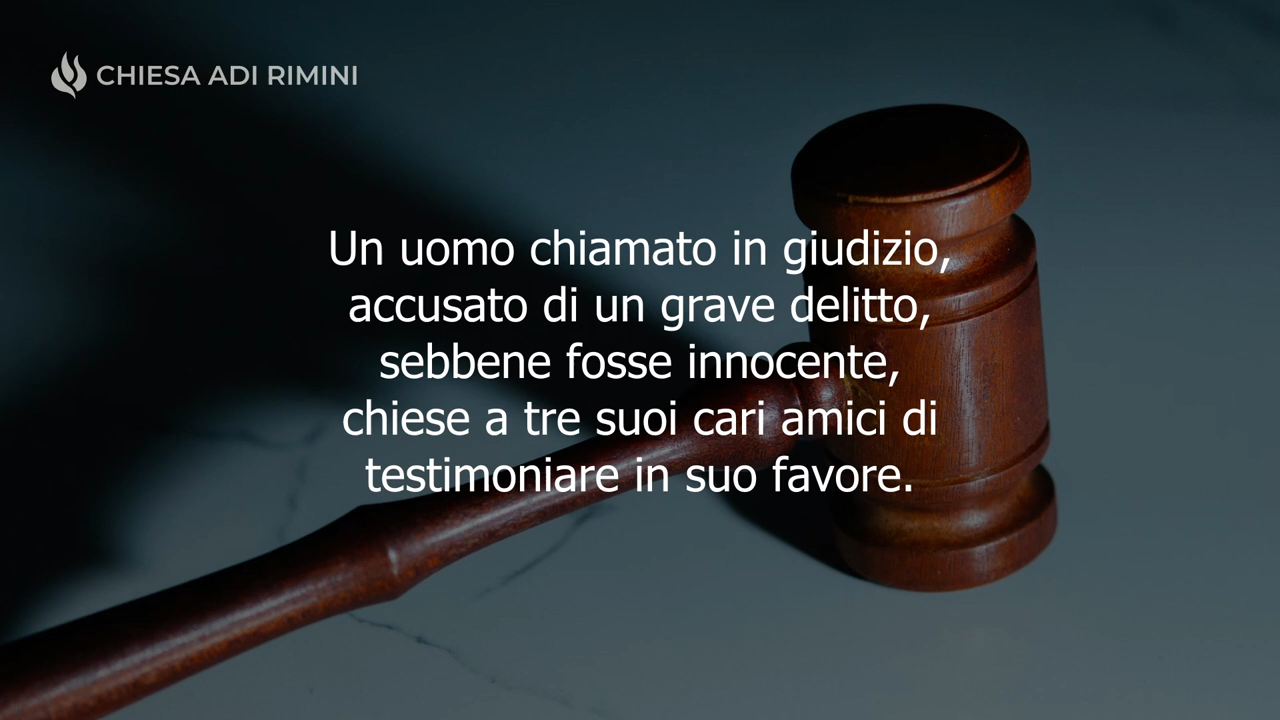 CHIESA ADI RIMINI
Un uomo chiamato in giudizio,
accusato di un grave delitto,
sebbene fosse innocente,
chiese a tre suoi cari amici di
testimoniare in suo favore.